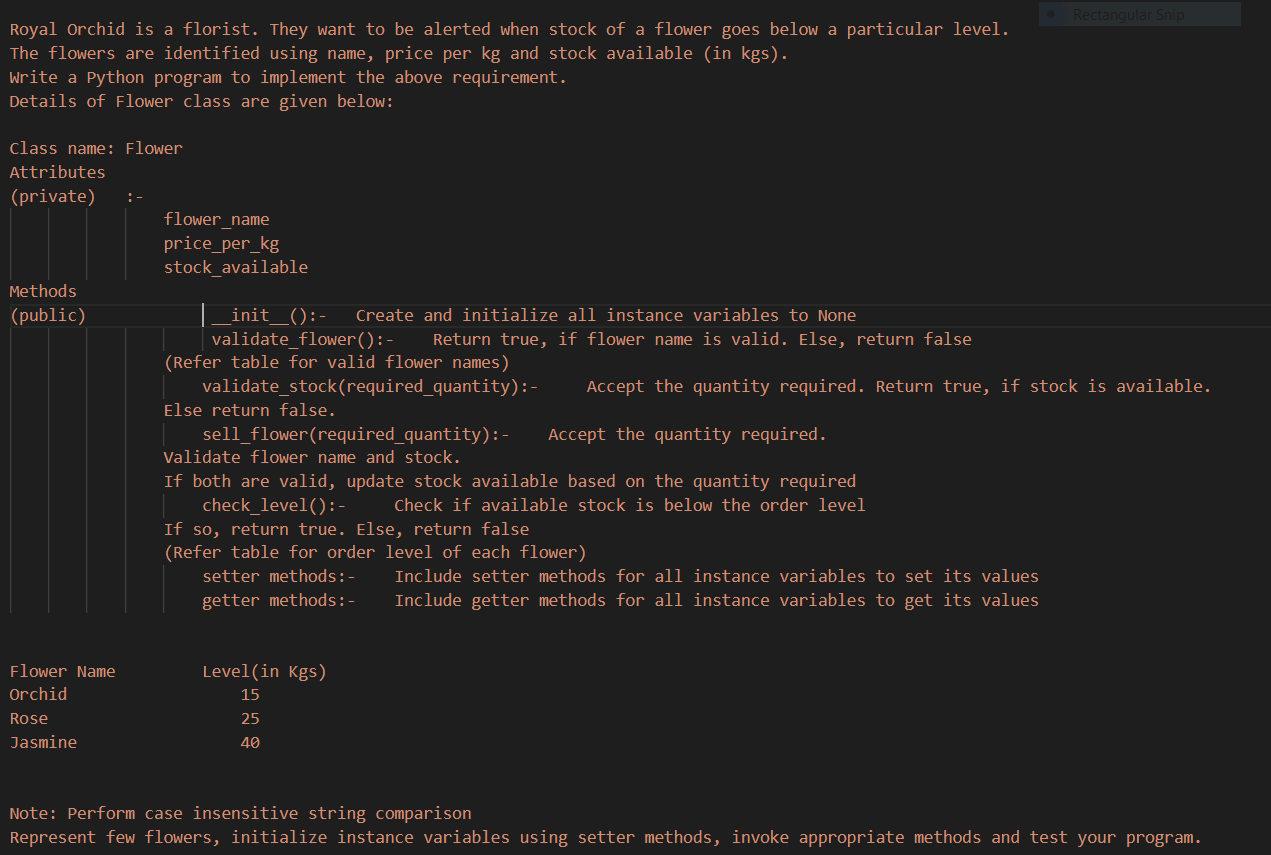 Rectangular Snip
Royal Orchid is a florist. They want to be alerted when stock of a flower goes below a particular level.
The flowers are identified using name, price per kg and stock available (in kgs).
Write a Python program to implement the above requirement.
Details of Flower class are given below:
Class name: Flower
Attributes
(private) :-
flower_name
price_per_kg
stock_available
Methods
(public) __init__():- Create and initialize all instance variables to None
validate_flower():- Return true, if flower name is valid. Else, return false
(Refer table for valid flower names)
validate_stock(required_quantity):- Accept the quantity required. Return true, if stock is available.
Else return false.
sell_flower(required_quantity):- Accept the quantity required.
Validate flower name and stock.
If both are valid, update stock available based on the quantity required
check_level():- Check if available stock is below the order level
If so, return true. Else, return false
(Refer table for order level of each flower)
setter methods:- Include setter methods for all instance variables to set its values
getter methods:- Include getter methods for all instance variables to get its values
Flower Name Level(in Kgs)
Orchid 15
Rose 25
Jasmine 40
Note: Perform case insensitive string comparison
Represent few flowers, initialize instance variables using setter methods, invoke appropriate methods and test your program.